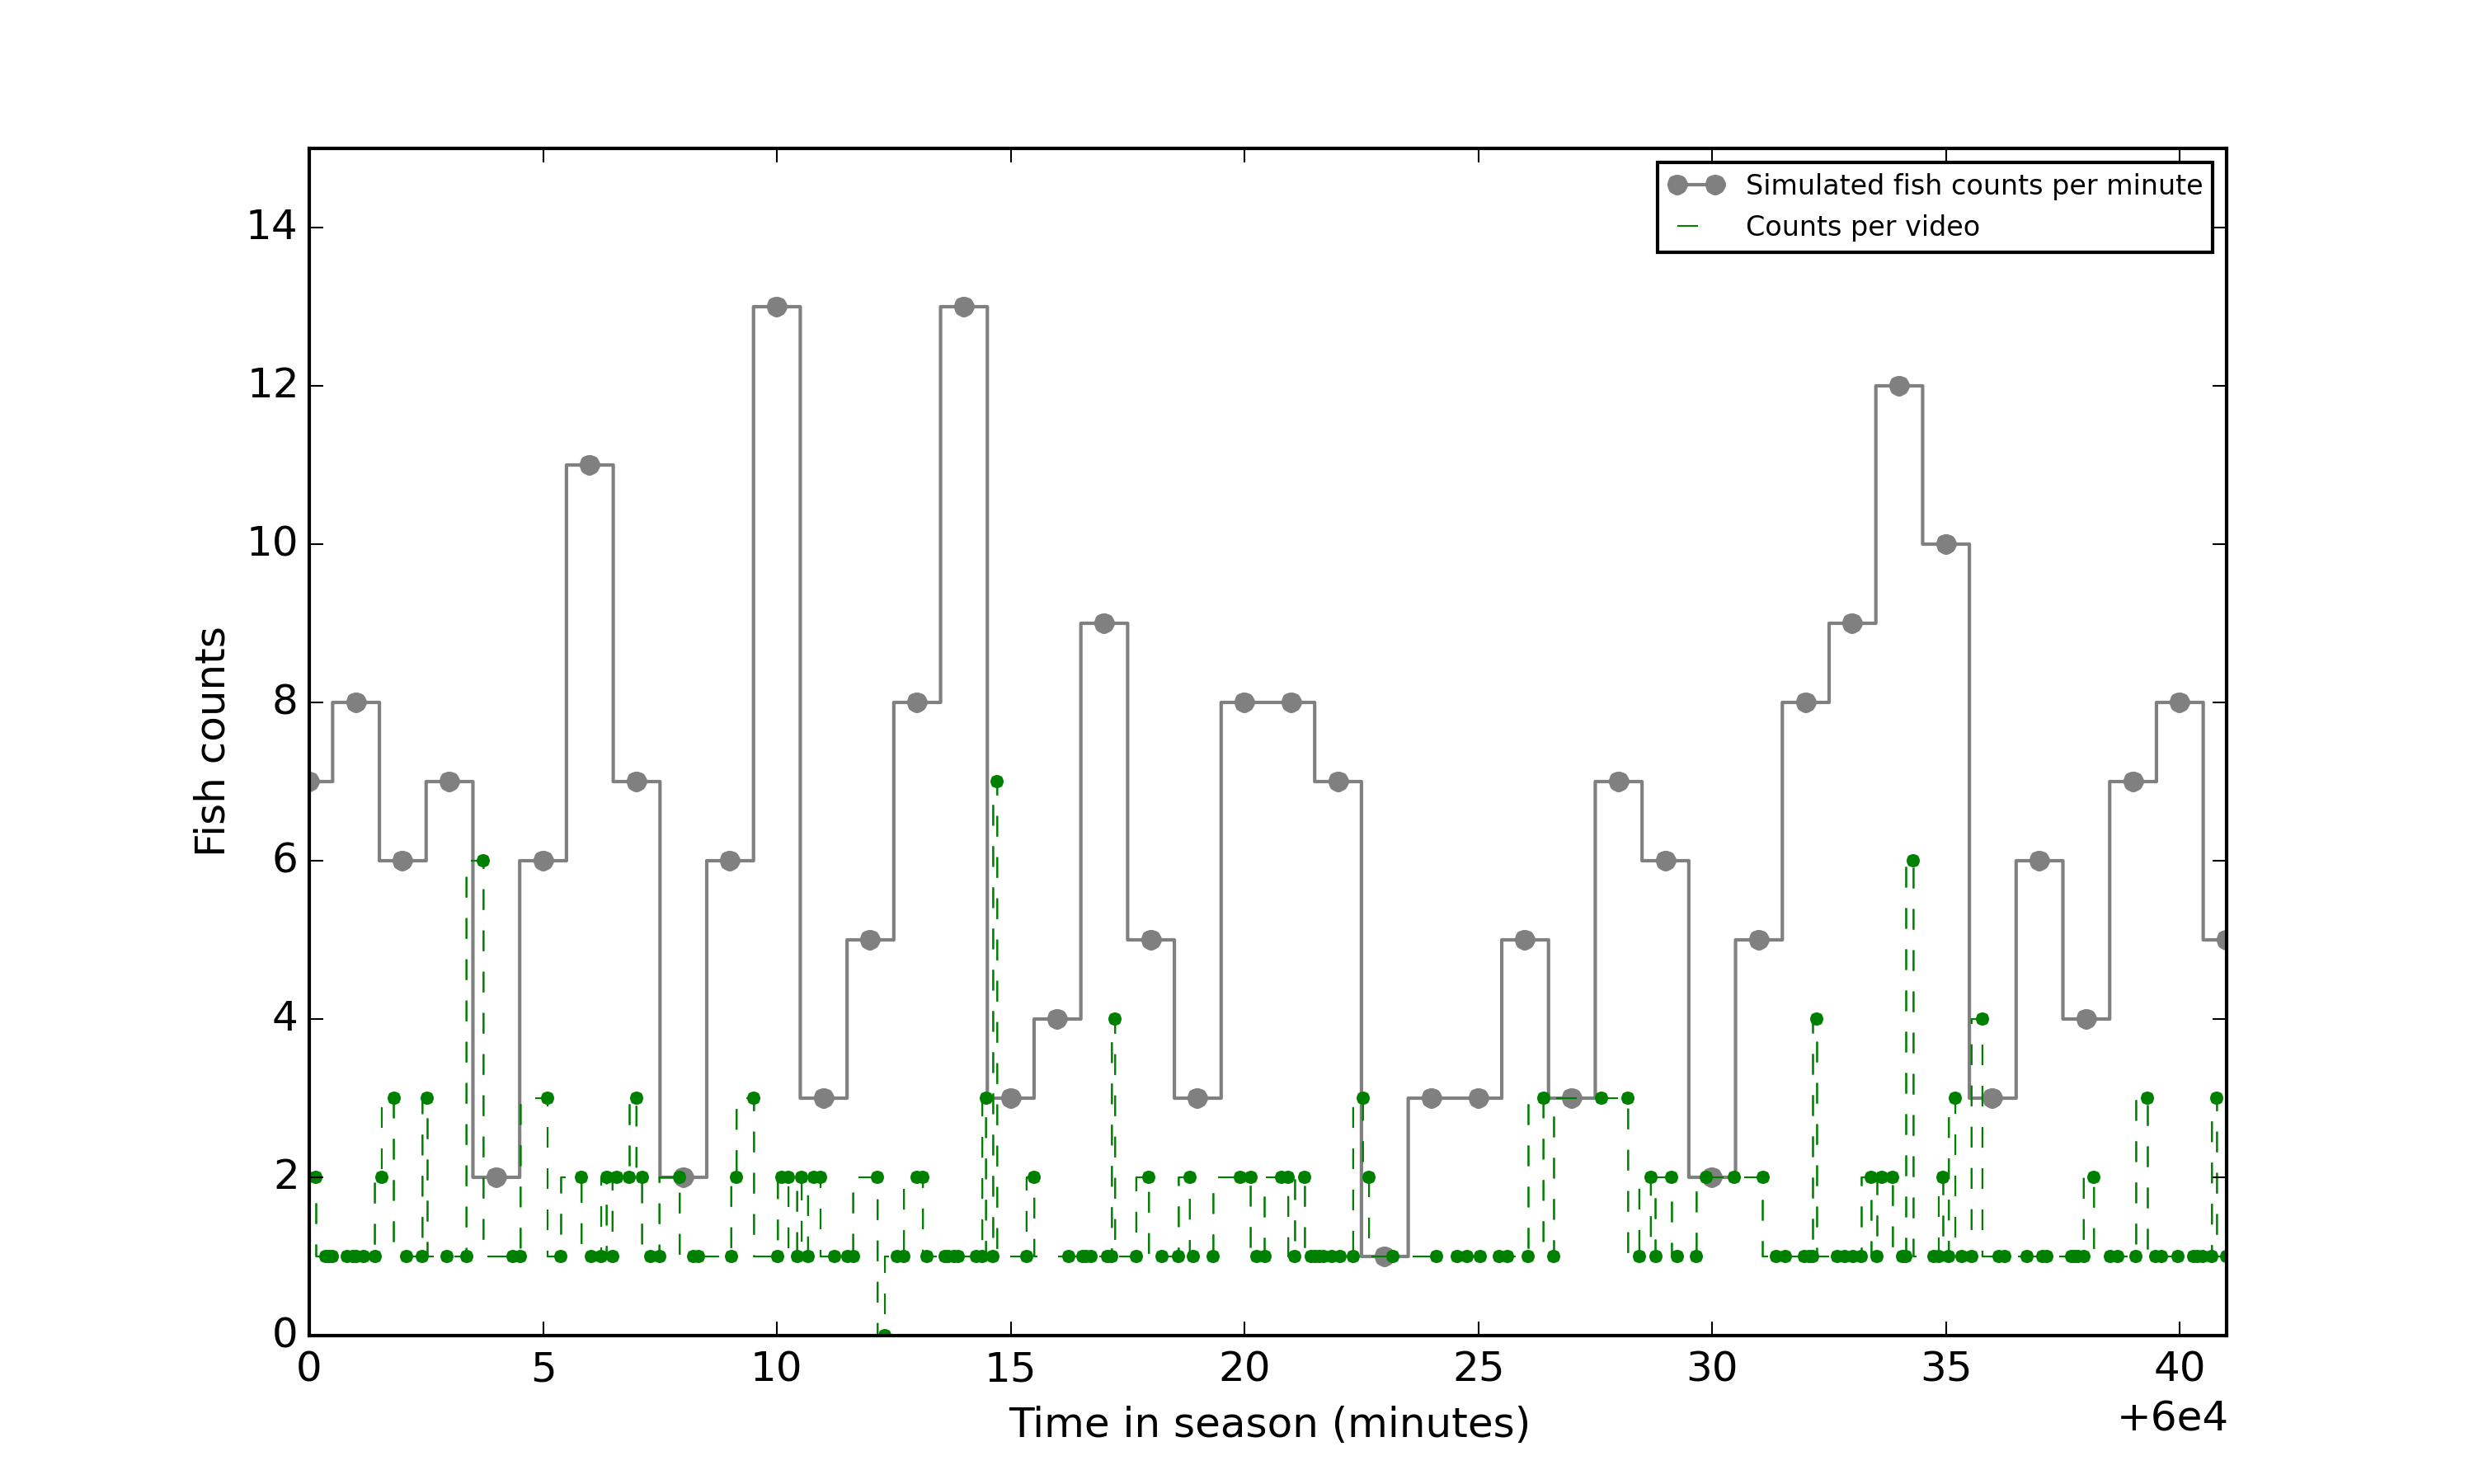 Simulated fish counts per minute
Counts per video
14
12
10
8
6
4
2
0
Fish counts
0 5 10 15 20 25 30 35 40
+6e4
Time in season (minutes)